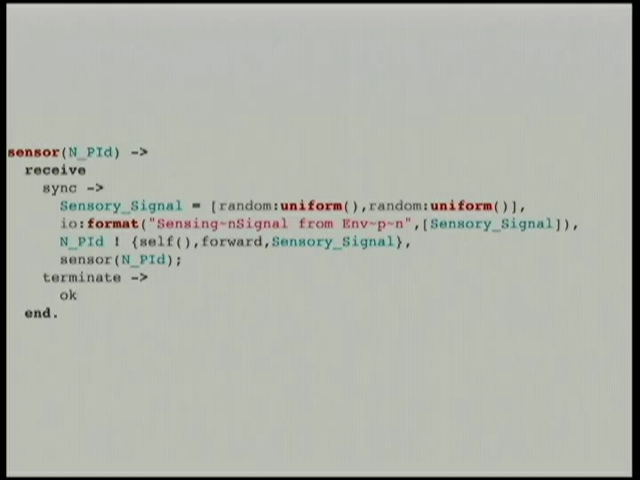 sensor(N_PId) ->
receive
sync ->
Sensory_Signal = [random:uniform(),random:uniform()],
io:format("Sensing~nSignal from Env~p~n",[Sensory_Signal]),
N_PId ! {self(),forward,Sensory_Signal},
sensor(N_PId);
terminate ->
ok
end.